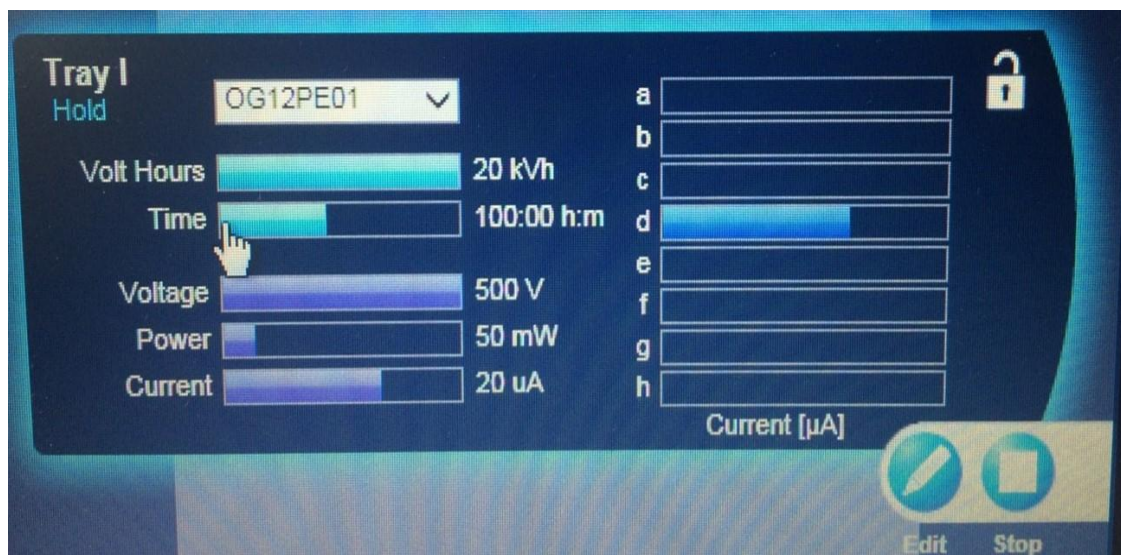 Tray I
Hold
OG12PE01
Volt Hours 20 kVh
Time 100:00 h:m
Voltage 500 V
Power 50 mW
Current 20 uA
a
b
c
d
e
f
g
h
Current [µA]
Edit Stop